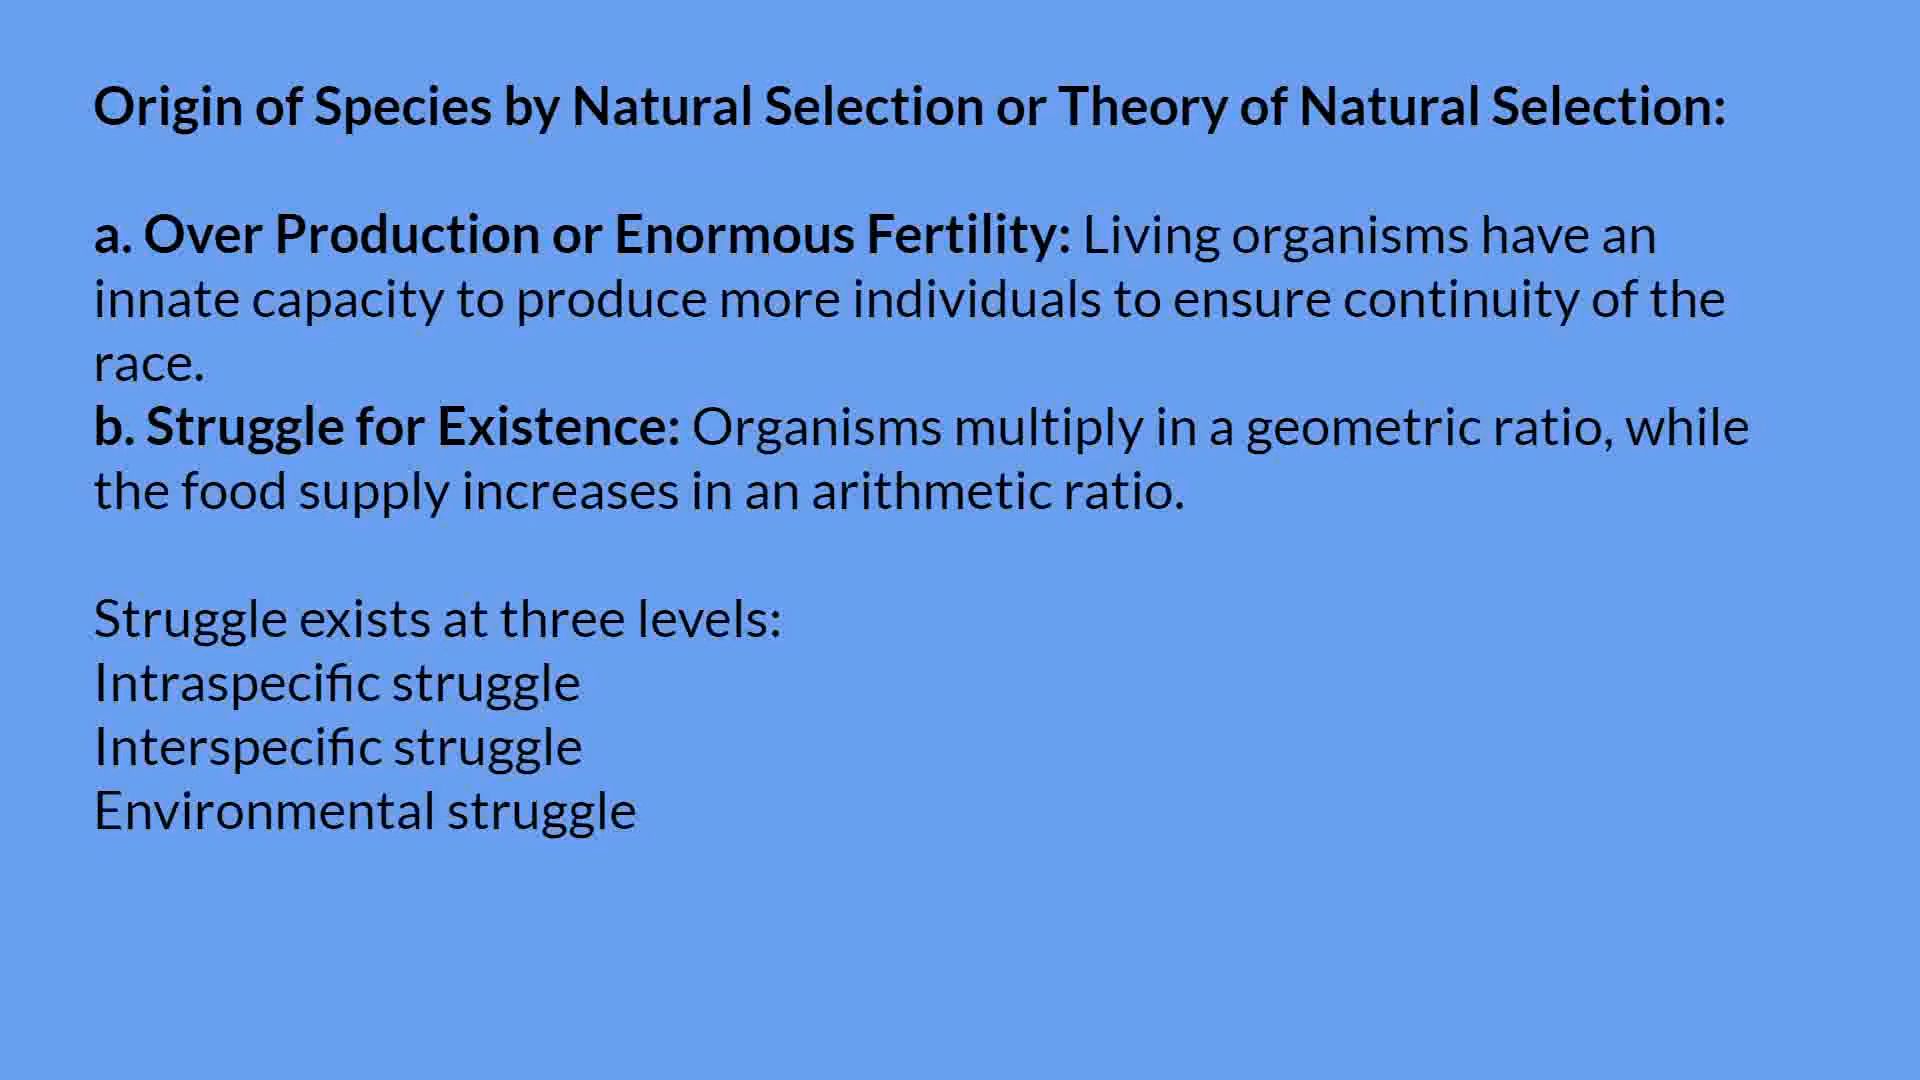 Origin of Species by Natural Selection or Theory of Natural Selection:
a. Over Production or Enormous Fertility: Living organisms have an
innate capacity to produce more individuals to ensure continuity of the
race.
b. Struggle for Existence: Organisms multiply in a geometric ratio, while
the food supply increases in an arithmetic ratio.
Struggle exists at three levels:
Intraspecific struggle
Interspecific struggle
Environmental struggle